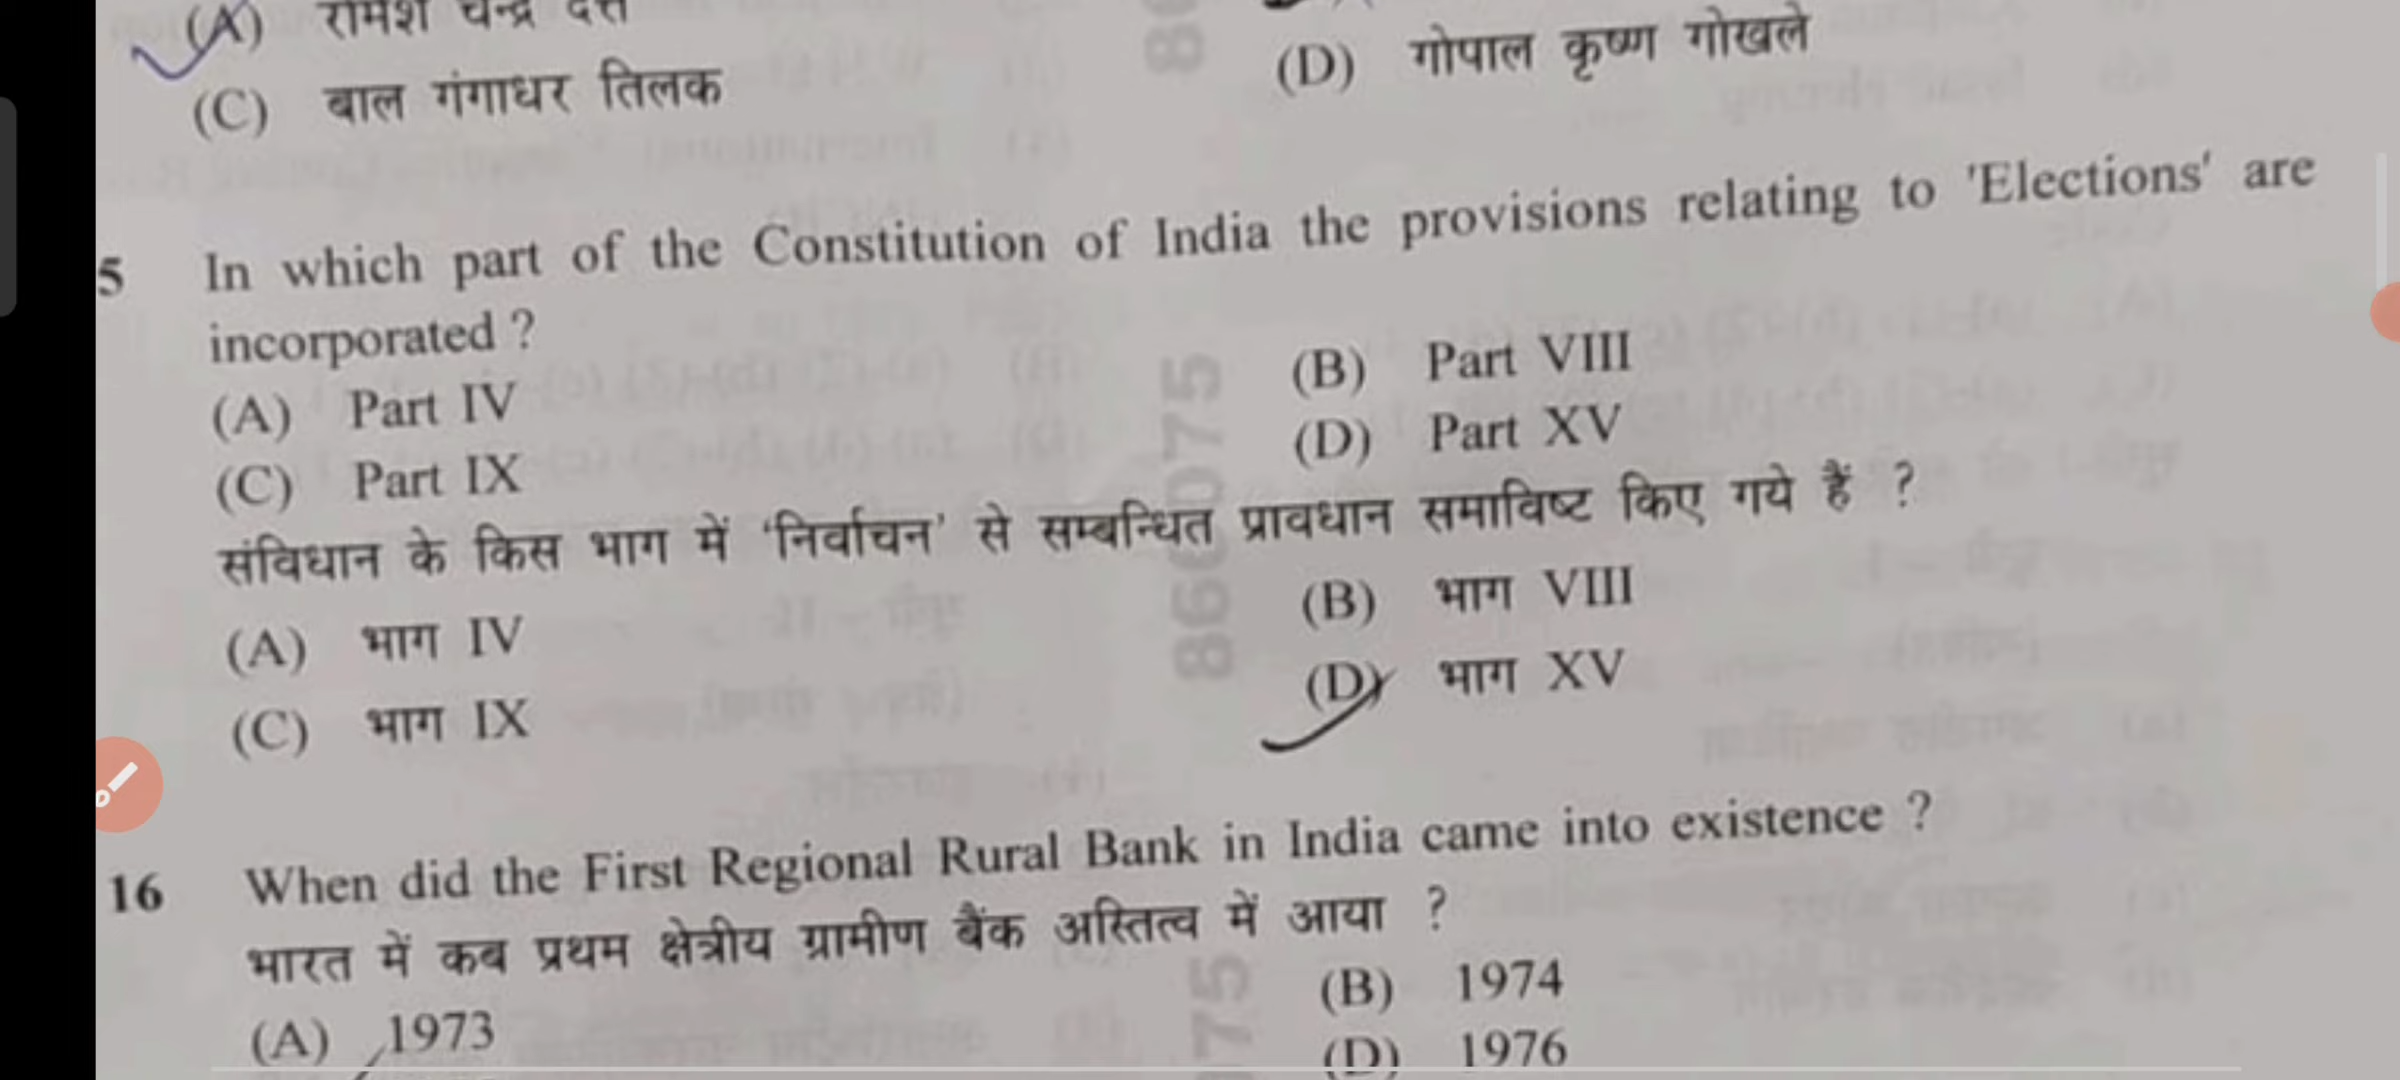 (A) रामेश चन्द्र दत्त
(C) बाल गंगाधर तिलक
(D) गोपाल कृष्ण गोखले
5 In which part of the Constitution of India the provisions relating to 'Elections' are
incorporated ?
(A) Part IV
(B) Part VIII
(C) Part IX
(D) Part XV
संविधान के किस भाग में ‘निर्वाचन’ से सम्बन्धित प्रावधान समाविष्ट किए गये हैं ?
(A) भाग IV
(B) भाग VIII
(C) भाग IX
(D) भाग XV
16 When did the First Regional Rural Bank in India came into existence ?
भारत में कब प्रथम क्षेत्रीय ग्रामीण बैंक अस्तित्व में आया ?
(A) 1973
(B) 1974
(D) 1976
866075